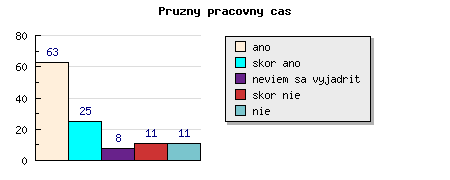 Pruzny pracovny cas
80
60
40
20
0
63
25
8
11
11
ano
skor ano
neviem sa vyjadrit
skor nie
nie